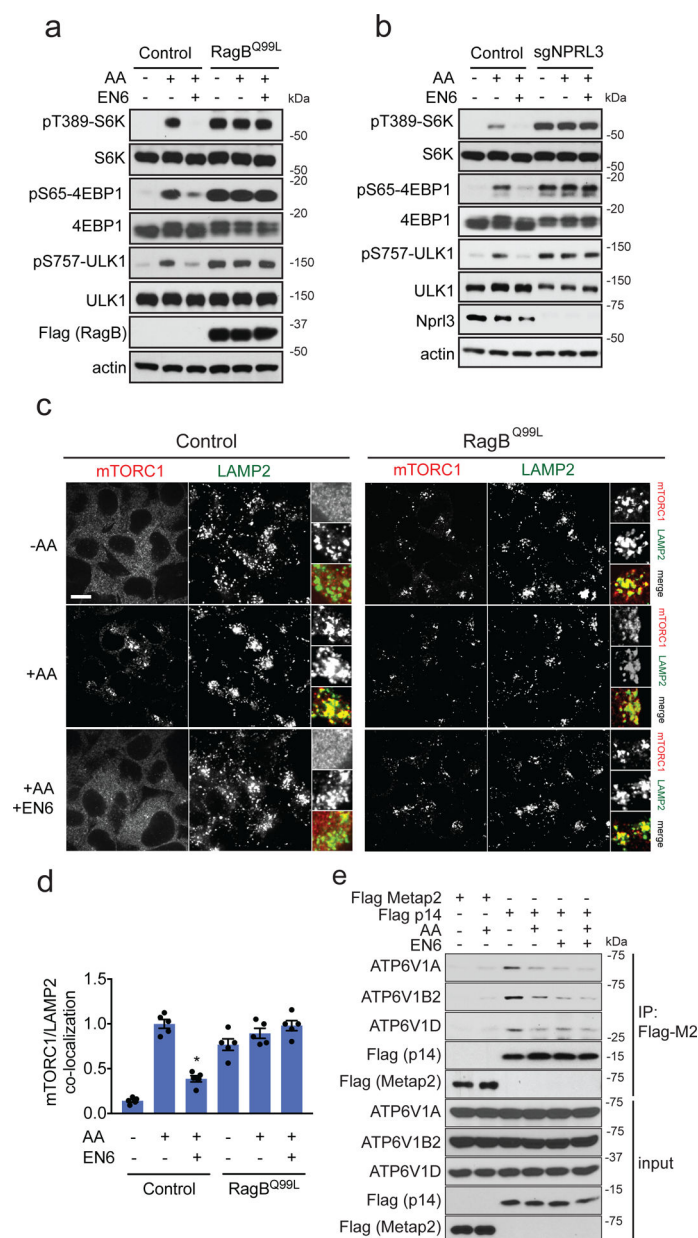 a
Control RagB^Q99L
AA - + + - + +
EN6 - - + - - + kDa
pT389-S6K -50
S6K -50
pS65-4EBP1 -20
4EBP1 -20
pS757-ULK1 -150
ULK1 -150
Flag (RagB) -37
actin -50
b
Control sgNPRL3
AA - + + - + +
EN6 - - + - - + kDa
pT389-S6K -50
S6K -50
pS65-4EBP1 -20
4EBP1 -20
pS757-ULK1 -150
ULK1 -150
Nprl3 -75
actin -50
c
Control RagB^Q99L
mTORC1 LAMP2 mTORC1 LAMP2
-AA
mTORC1
LAMP2
merge
+AA
mTORC1
LAMP2
merge
+AA
+EN6
mTORC1
LAMP2
merge
d
mTORC1/LAMP2
co-localization
1.5
1.0
0.5
0.0
*
AA - + + - + +
EN6 - - + - - +
Control RagB^Q99L
e
Flag Metap2 + + - - - -
Flag p14 - - + + + +
AA - + - + - +
EN6 - - - - + + kDa
-75
ATP6V1A
-75
ATP6V1B2
-50
ATP6V1D
-25
Flag (p14) -15
Flag (Metap2) -75
IP:
Flag-M2
ATP6V1A -75
-75
ATP6V1B2
-50
-37
ATP6V1D
-15
Flag (p14)
Flag (Metap2) -75
input